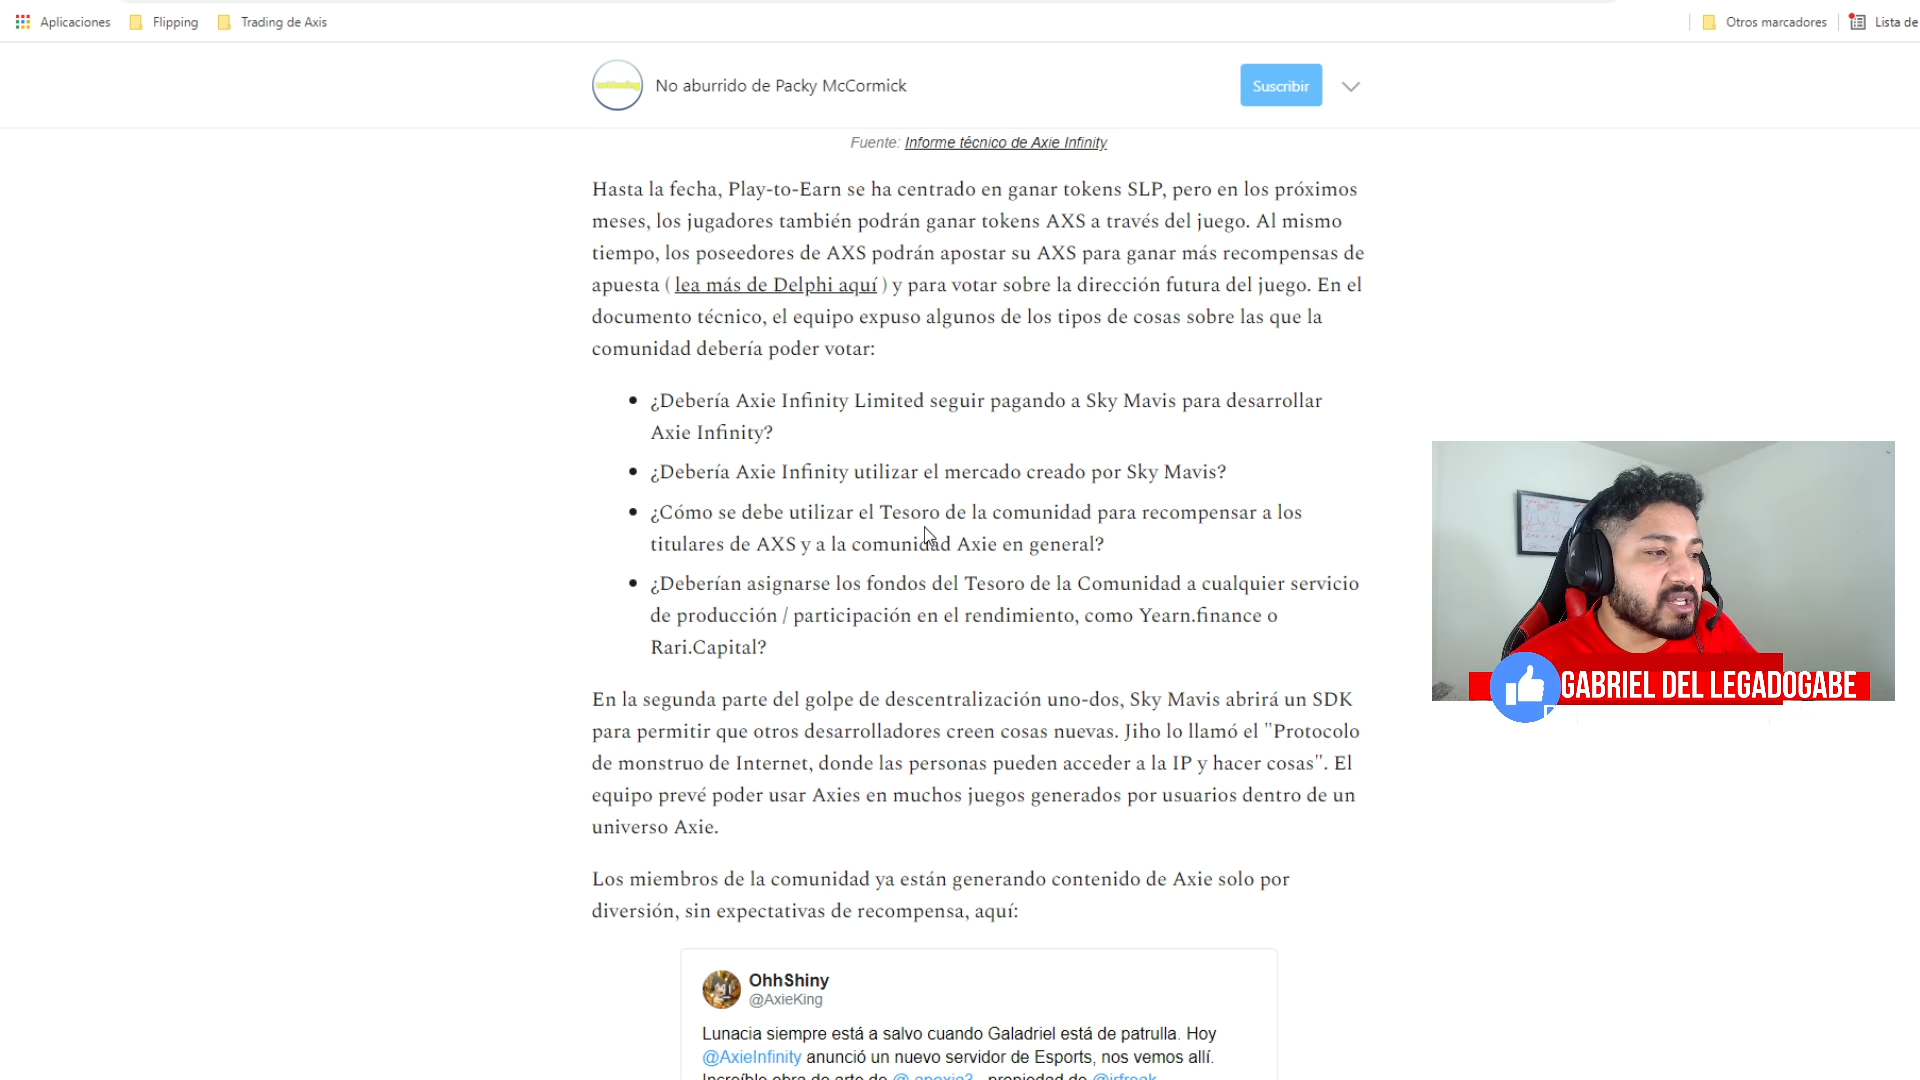 Aplicaciones
Flipping
Trading de Axis
Otros marcadores
Lista de
No aburrido de Packy McCormick
Suscribir
Fuente: Informe técnico de Axie Infinity
Hasta la fecha, Play-to-Earn se ha centrado en ganar tokens SLP, pero en los próximos
meses, los jugadores también podrán ganar tokens AXS a través del juego. Al mismo
tiempo, los poseedores de AXS podrán apostar su AXS para ganar más recompensas de
apuesta ( lea más de Delphi aquí ) y para votar sobre la dirección futura del juego. En el
documento técnico, el equipo expuso algunos de los tipos de cosas sobre las que la
comunidad debería poder votar:
¿Debería Axie Infinity Limited seguir pagando a Sky Mavis para desarrollar
Axie Infinity?
¿Debería Axie Infinity utilizar el mercado creado por Sky Mavis?
¿Cómo se debe utilizar el Tesoro de la comunidad para recompensar a los
titulares de AXS y a la comunidad Axie en general?
¿Deberían asignarse los fondos del Tesoro de la Comunidad a cualquier servicio
de producción / participación en el rendimiento, como Yearn.finance o
Rari.Capital?
En la segunda parte del golpe de descentralización uno-dos, Sky Mavis abrirá un SDK
para permitir que otros desarrolladores creen cosas nuevas. Jiho lo llamó el "Protocolo
de monstruo de Internet, donde las personas pueden acceder a la IP y hacer cosas". El
equipo prevé poder usar Axies en muchos juegos generados por usuarios dentro de un
universo Axie.
Los miembros de la comunidad ya están generando contenido de Axie solo por
diversión, sin expectativas de recompensa, aquí:
OhhShiny
@AxieKing
Lunacia siempre está a salvo cuando Galadriel está de patrulla. Hoy
@AxieInfinity anunció un nuevo servidor de Esports, nos vemos allí.
Increíble obra de arte de propiedad de
GABRIEL DEL LEGADOGABE